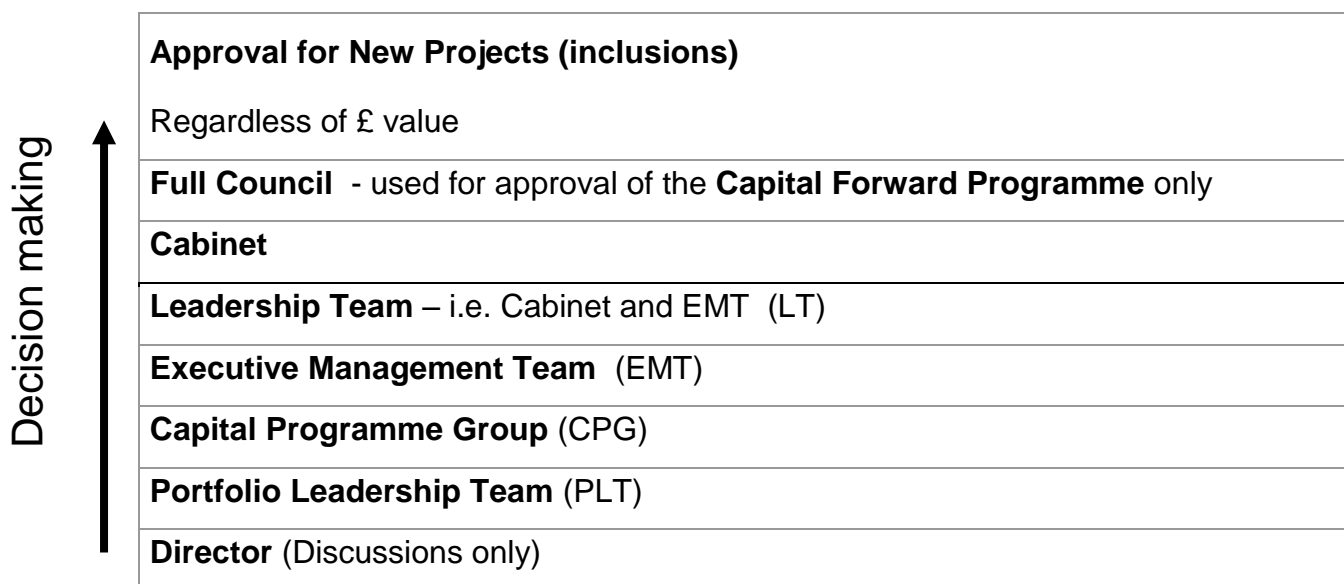 Decision making
Approval for New Projects (inclusions)
Regardless of £ value
Full Council - used for approval of the Capital Forward Programme only
Cabinet
Leadership Team – i.e. Cabinet and EMT (LT)
Executive Management Team (EMT)
Capital Programme Group (CPG)
Portfolio Leadership Team (PLT)
Director (Discussions only)